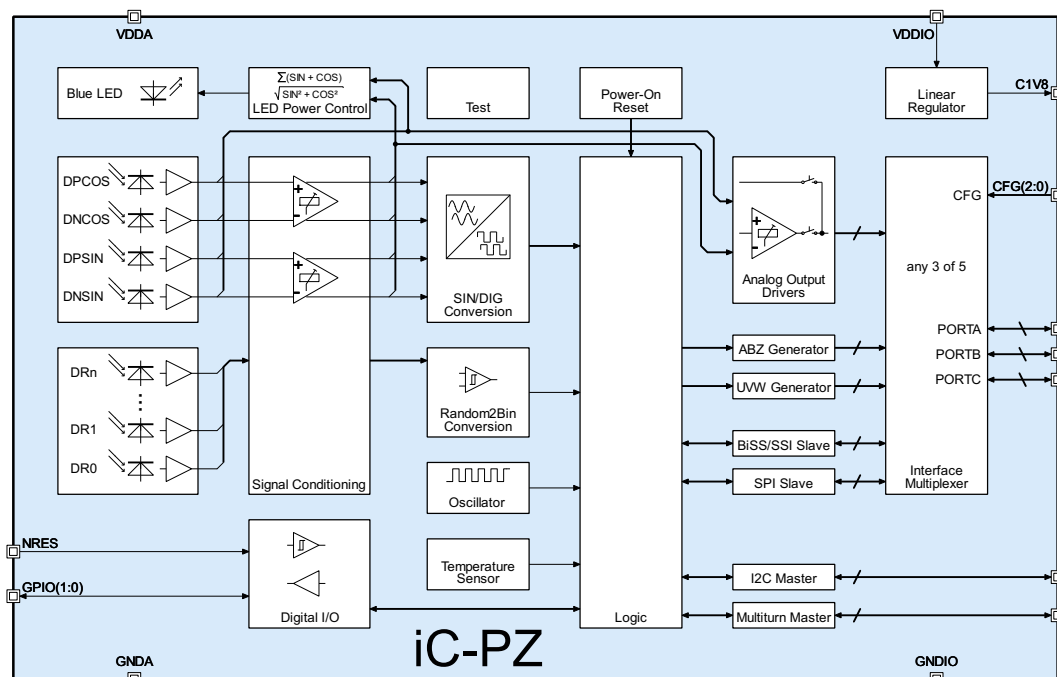 VDDA
VDDIO
Blue LED
∑(SIN + COS)
√SIN² + COS²
LED Power Control
Test
Power-On
Reset
Linear
Regulator
C1V8
DPCOS
DNCOS
DPSIN
DNSIN
+
-
+
-
SIN/DIG
Conversion
+
-
Analog Output
Drivers
CFG
CFG(2:0)
any 3 of 5
PORTA
PORTB
PORTC
Interface
Multiplexer
DRn
DR1
DR0
Signal Conditioning
Random2Bin
Conversion
ABZ Generator
UVW Generator
BiSS/SSI Slave
SPI Slave
Oscillator
NRES
GPIO(1:0)
Digital I/O
Temperature
Sensor
Logic
I2C Master
Multiturn Master
iC-PZ
GNDA
GNDIO